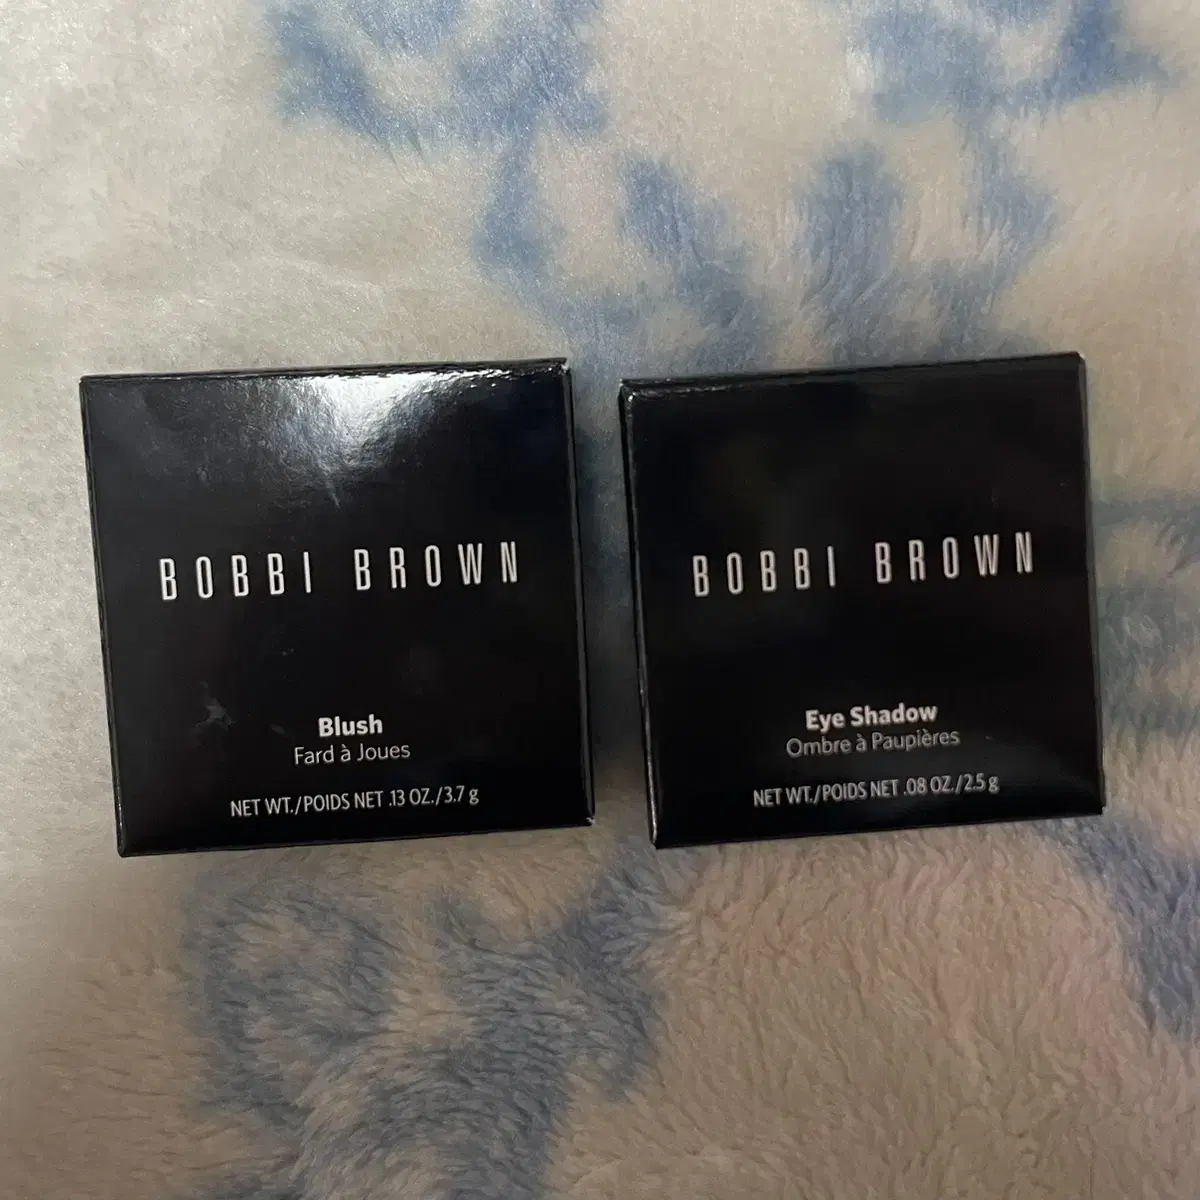 BOBBI BROWN
Blush
Fard à Joues
NET WT./POIDS NET .13 OZ./3.7 g
BOBBI BROWN
Eye Shadow
Ombre à Paupières
NET WT./POIDS NET .08 OZ./2.5 g